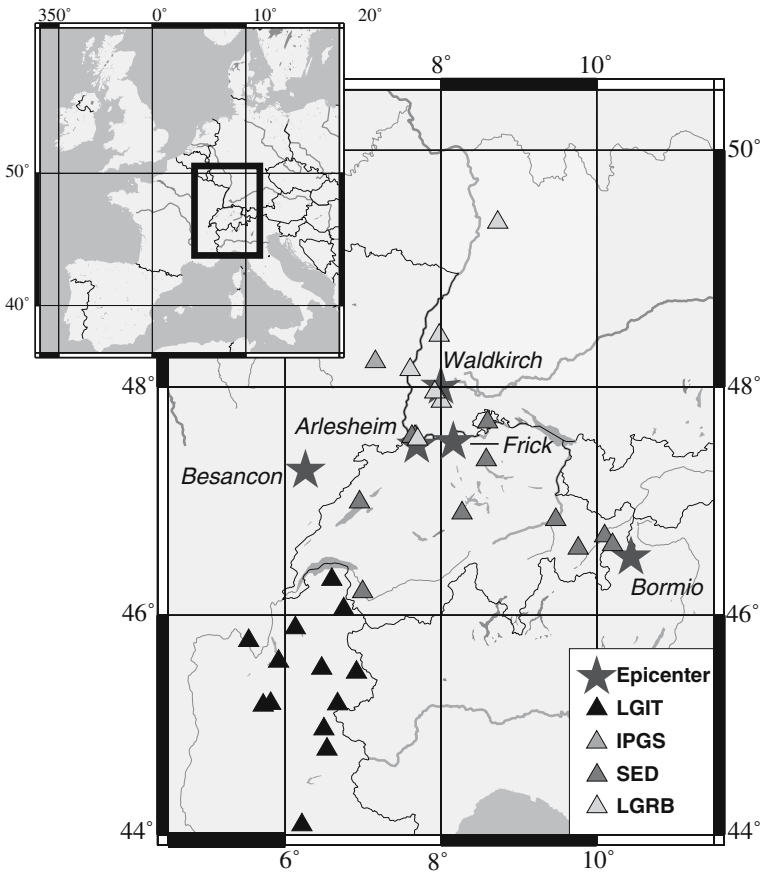 350° 0° 10° 20°
50°
40°
8° 10°
50°
48° 48°
46° 46°
44° 44°
6° 8° 10°
Waldkirch
Arlesheim
Frick
Besancon
Bormio
Epicenter
LGIT
IPGS
SED
LGRB